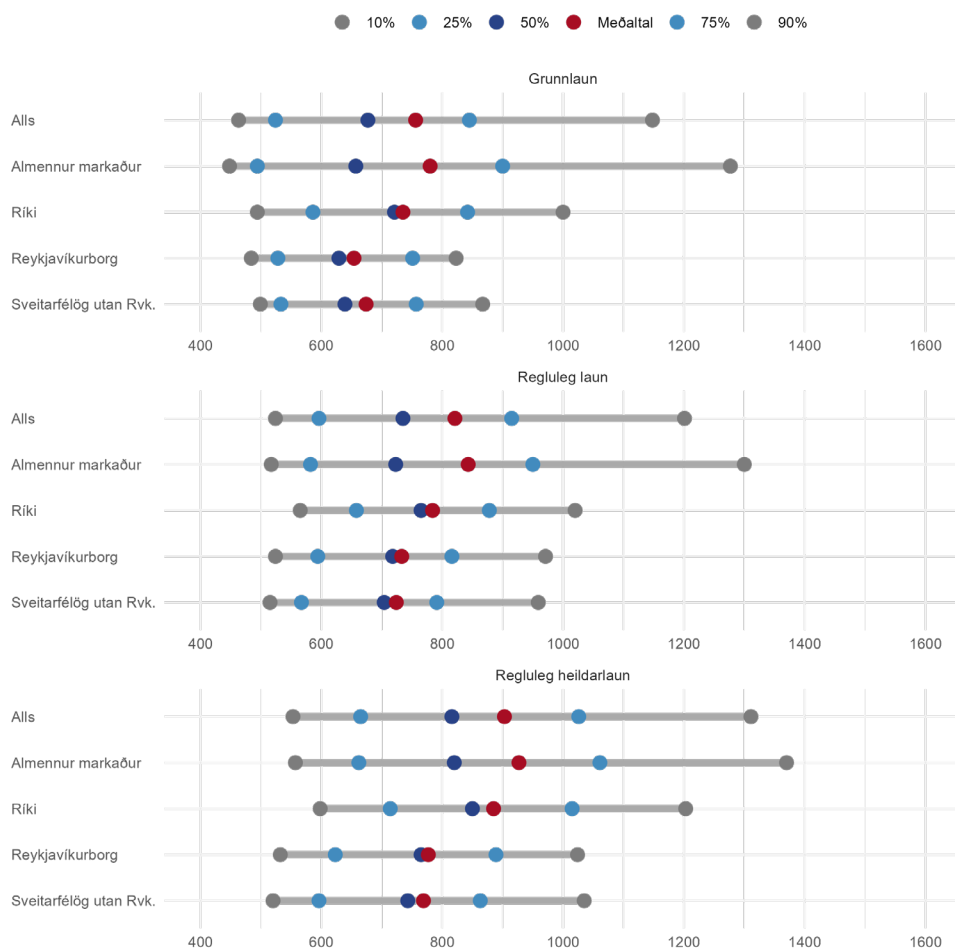 10% 25% 50% Meðaltal 75% 90%
Grunnlaun
Alls
Almennur markaður
Ríki
Reykjavíkurborg
Sveitarfélög utan Rvk.
400 600 800 1000 1200 1400 1600
Regluleg laun
Alls
Almennur markaður
Ríki
Reykjavíkurborg
Sveitarfélög utan Rvk.
400 600 800 1000 1200 1400 1600
Regluleg heildarlaun
Alls
Almennur markaður
Ríki
Reykjavíkurborg
Sveitarfélög utan Rvk.
400 600 800 1000 1200 1400 1600